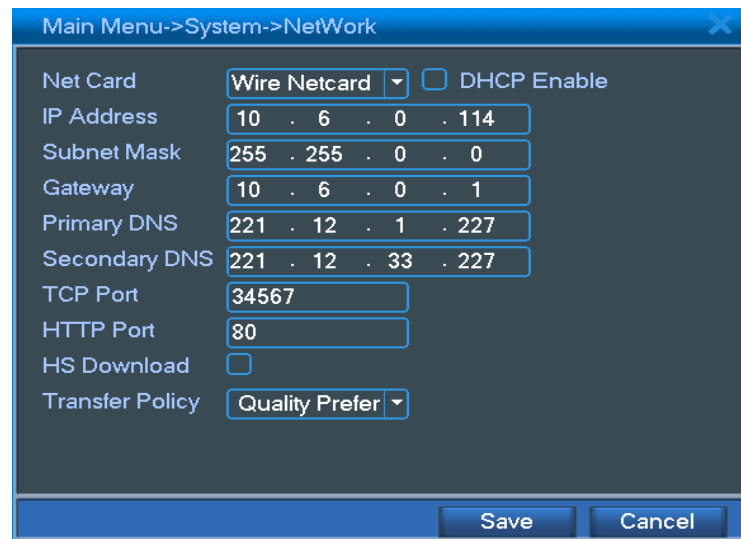 Main Menu->System->NetWork
Net Card Wire Netcard DHCP Enable
IP Address 10 . 6 . 0 . 114
Subnet Mask 255 . 255 . 0 . 0
Gateway 10 . 6 . 0 . 1
Primary DNS 221 . 12 . 1 . 227
Secondary DNS 221 . 12 . 33 . 227
TCP Port 34567
HTTP Port 80
HS Download
Transfer Policy Quality Prefer
Save Cancel